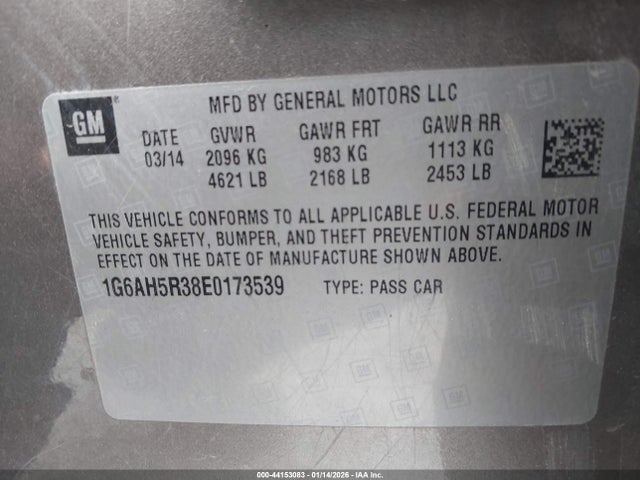 GM
MFD BY GENERAL MOTORS LLC
DATE GVWR GAWR FRT GAWR RR
03/14 2096 KG 983 KG 1113 KG
4621 LB 2168 LB 2453 LB
THIS VEHICLE CONFORMS TO ALL APPLICABLE U.S. FEDERAL MOTOR
VEHICLE SAFETY, BUMPER, AND THEFT PREVENTION STANDARDS IN
EFFECT ON THE DATE OF MANUFACTURE SHOWN ABOVE.
1G6AH5R38E0173539 TYPE: PASS CAR
000-44153083 - 01/14/2026 - IAA Inc.